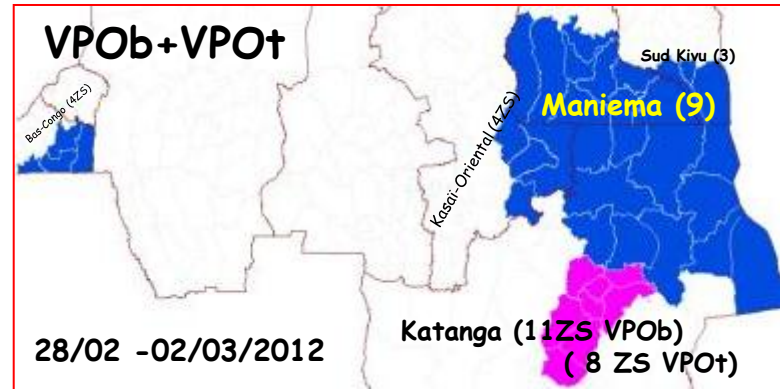 VPOb+VPOt
Sud Kivu (3)
Bas-Congo (4ZS)
Maniema (9)
Kasaï-Oriental (4ZS)
Katanga (11ZS VPOb)
( 8 ZS VPOt)
28/02 -02/03/2012